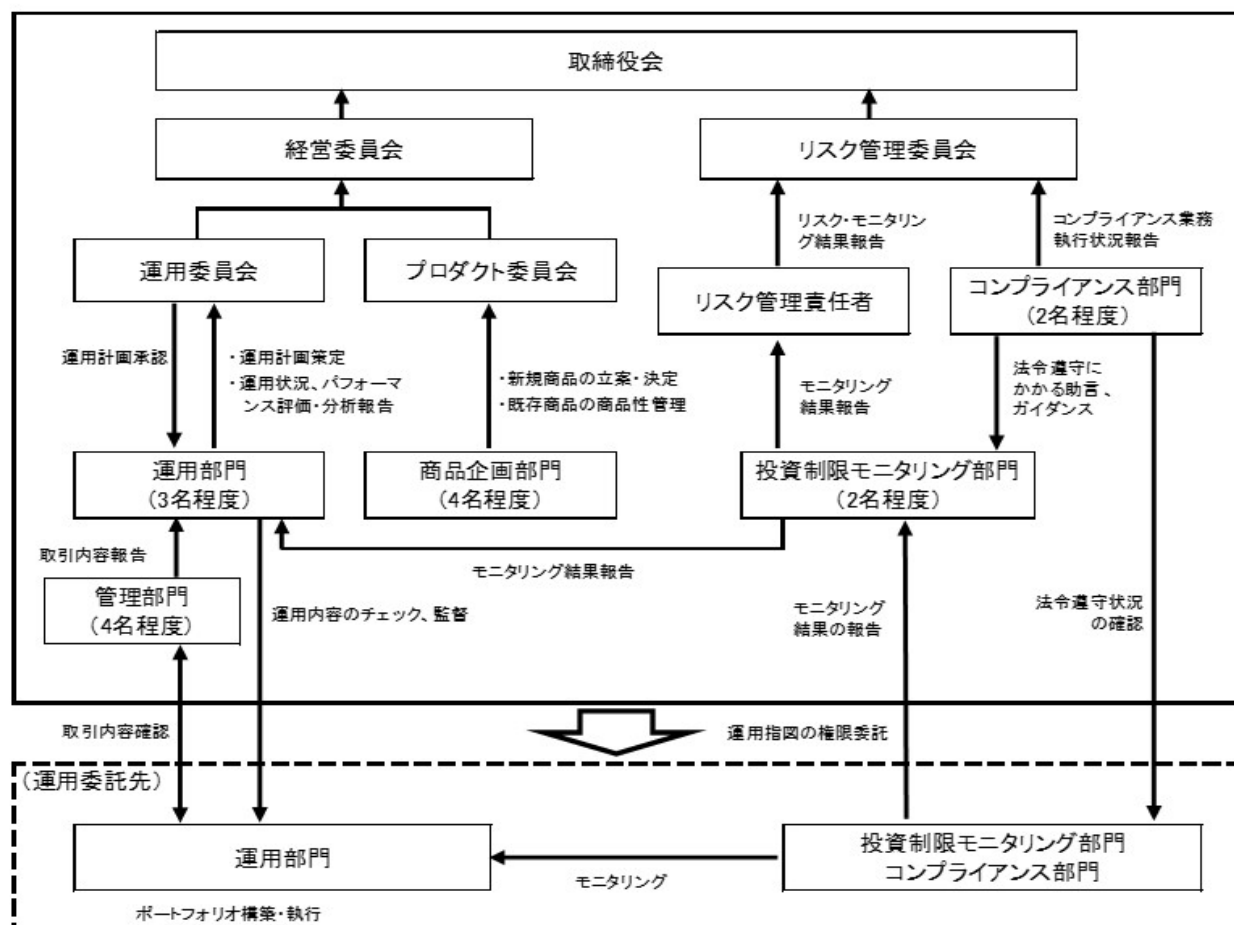 取締役会
経営委員会
リスク管理委員会
リスク・モニタリン
グ結果報告
コンプライアンス業務
執行状況報告
運用委員会
プロダクト委員会
リスク管理責任者
コンプライアンス部門
(2名程度)
運用計画承認
・運用計画策定
・運用状況、パフォーマ
ンス評価・分析報告
・新規商品の立案・決定
・既存商品の商品性管理
モニタリング
結果報告
法令遵守に
かかる助言、
ガイダンス
運用部門
(3名程度)
商品企画部門
(4名程度)
投資制限モニタリング部門
(2名程度)
取引内容報告
モニタリング結果報告
管理部門
(4名程度)
運用内容のチェック、監督
モニタリング
結果の報告
法令遵守状況
の確認
取引内容確認
運用指図の権限委託
(運用委託先)
運用部門
モニタリング
投資制限モニタリング部門
コンプライアンス部門
ポートフォリオ構築・執行